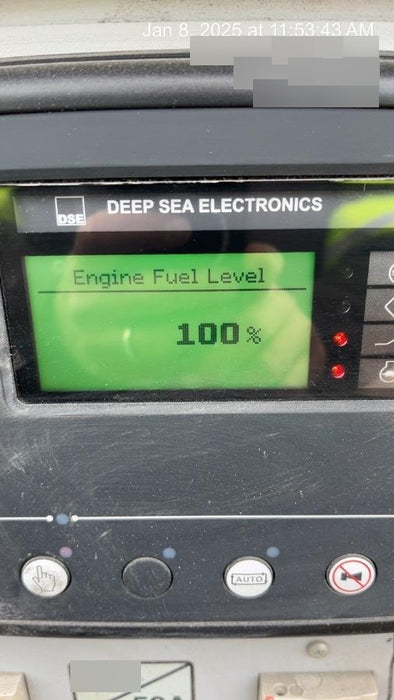 Jan 8, 2025 at 11:53:43 AM
DSE
DEEP SEA ELECTRONICS
Engine Fuel Level
100%
AUTO